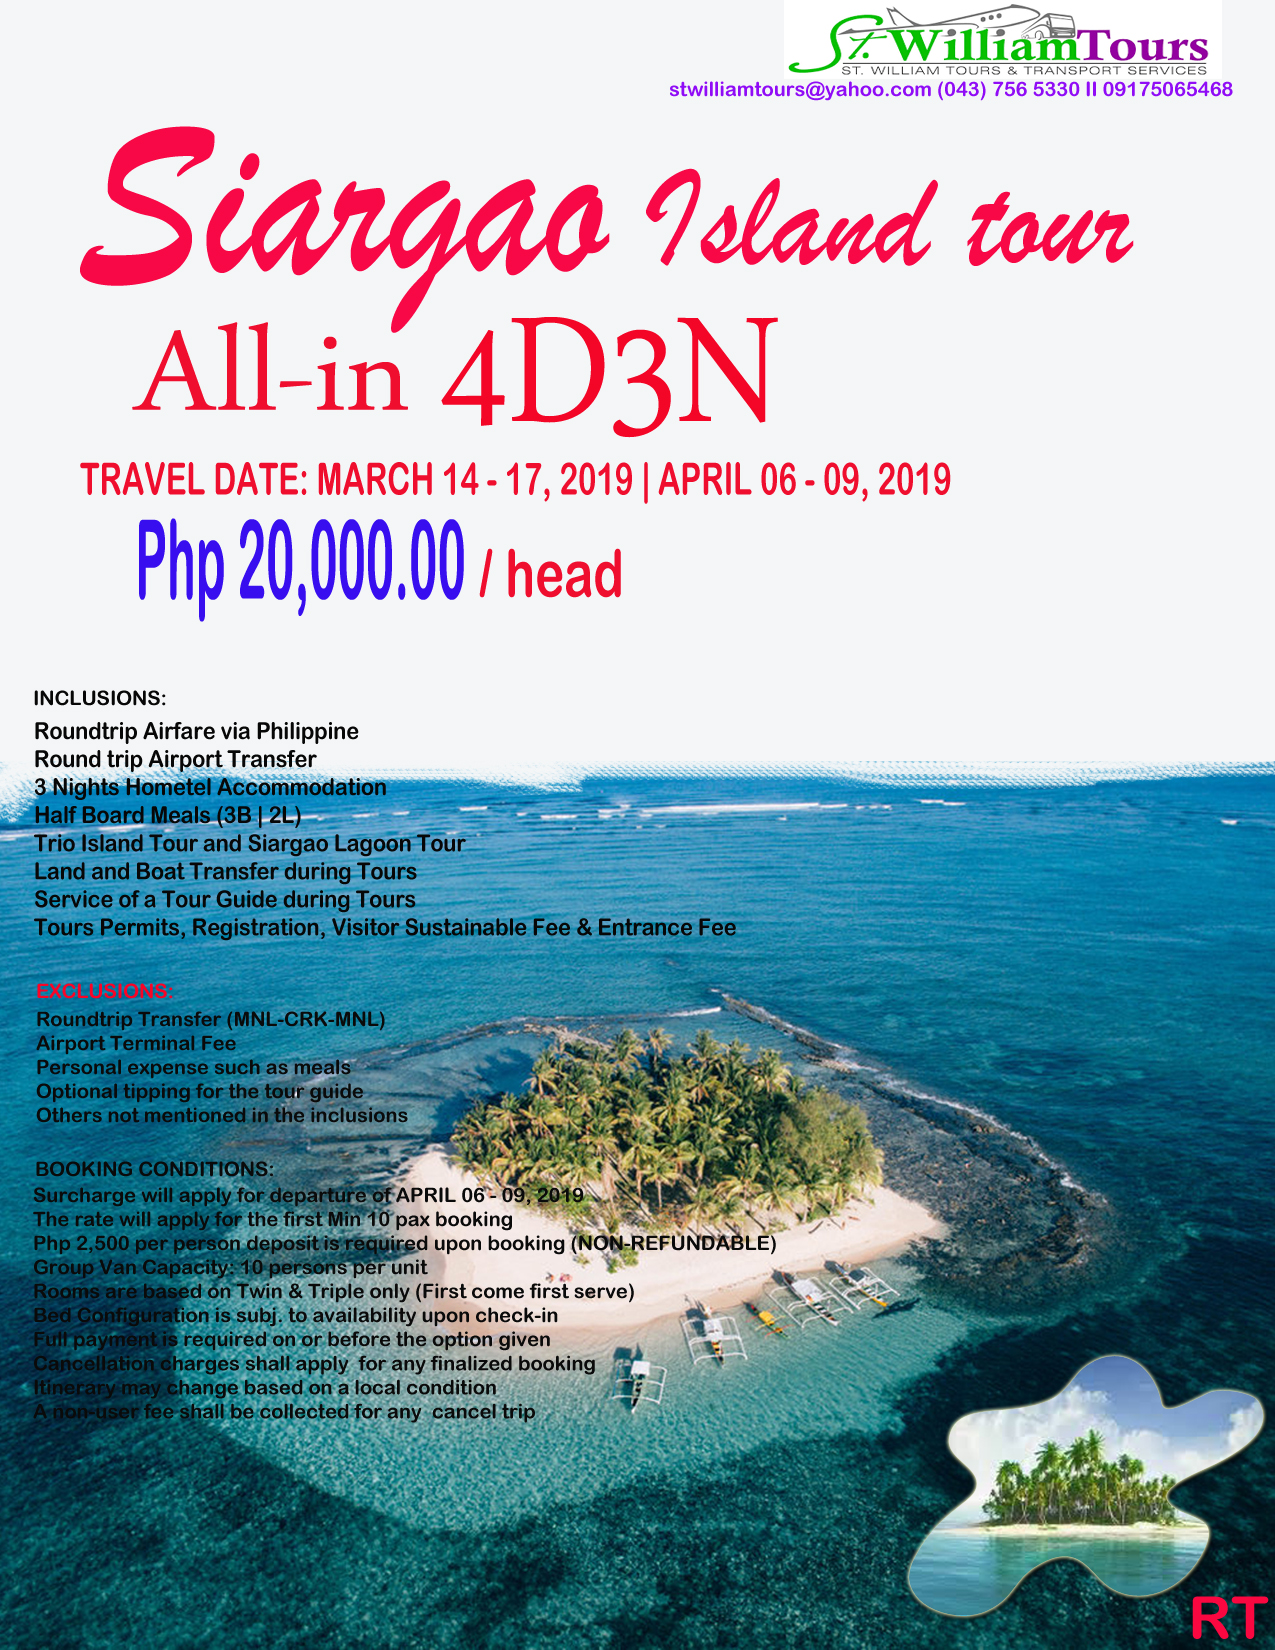 St. William Tours
ST. WILLIAM TOURS & TRANSPORT SERVICES
stwilliamtours@yahoo.com (043) 756 5330 II 09175065468
Siargao Island tour
All-in 4D3N
TRAVEL DATE: MARCH 14 - 17, 2019 | APRIL 06 - 09, 2019
Php 20,000.00 / head
INCLUSIONS:
Roundtrip Airfare via Philippine
Round trip Airport Transfer
3 Nights Hometel Accommodation
Half Board Meals (3B | 2L)
Trio Island Tour and Siargao Lagoon Tour
Land and Boat Transfer during Tours
Service of a Tour Guide during Tours
Tours Permits, Registration, Visitor Sustainable Fee & Entrance Fee
EXCLUSIONS:
Roundtrip Transfer (MNL-CRK-MNL)
Airport Terminal Fee
Personal expense such as meals
Optional tipping for the tour guide
Others not mentioned in the inclusions
BOOKING CONDITIONS:
Surcharge will apply for departure of APRIL 06 - 09, 2019
The rate will apply for the first Min 10 pax booking
Php 2,500 per person deposit is required upon booking (NON-REFUNDABLE)
Group Van Capacity: 10 persons per unit
Rooms are based on Twin & Triple only (First come first serve)
Bed Configuration is subj. to availability upon check-in
Full payment is required on or before the option given
Cancellation charges shall apply for any finalized booking
Itinerary may change based on a local condition
A non-user fee shall be collected for any cancel trip
RT